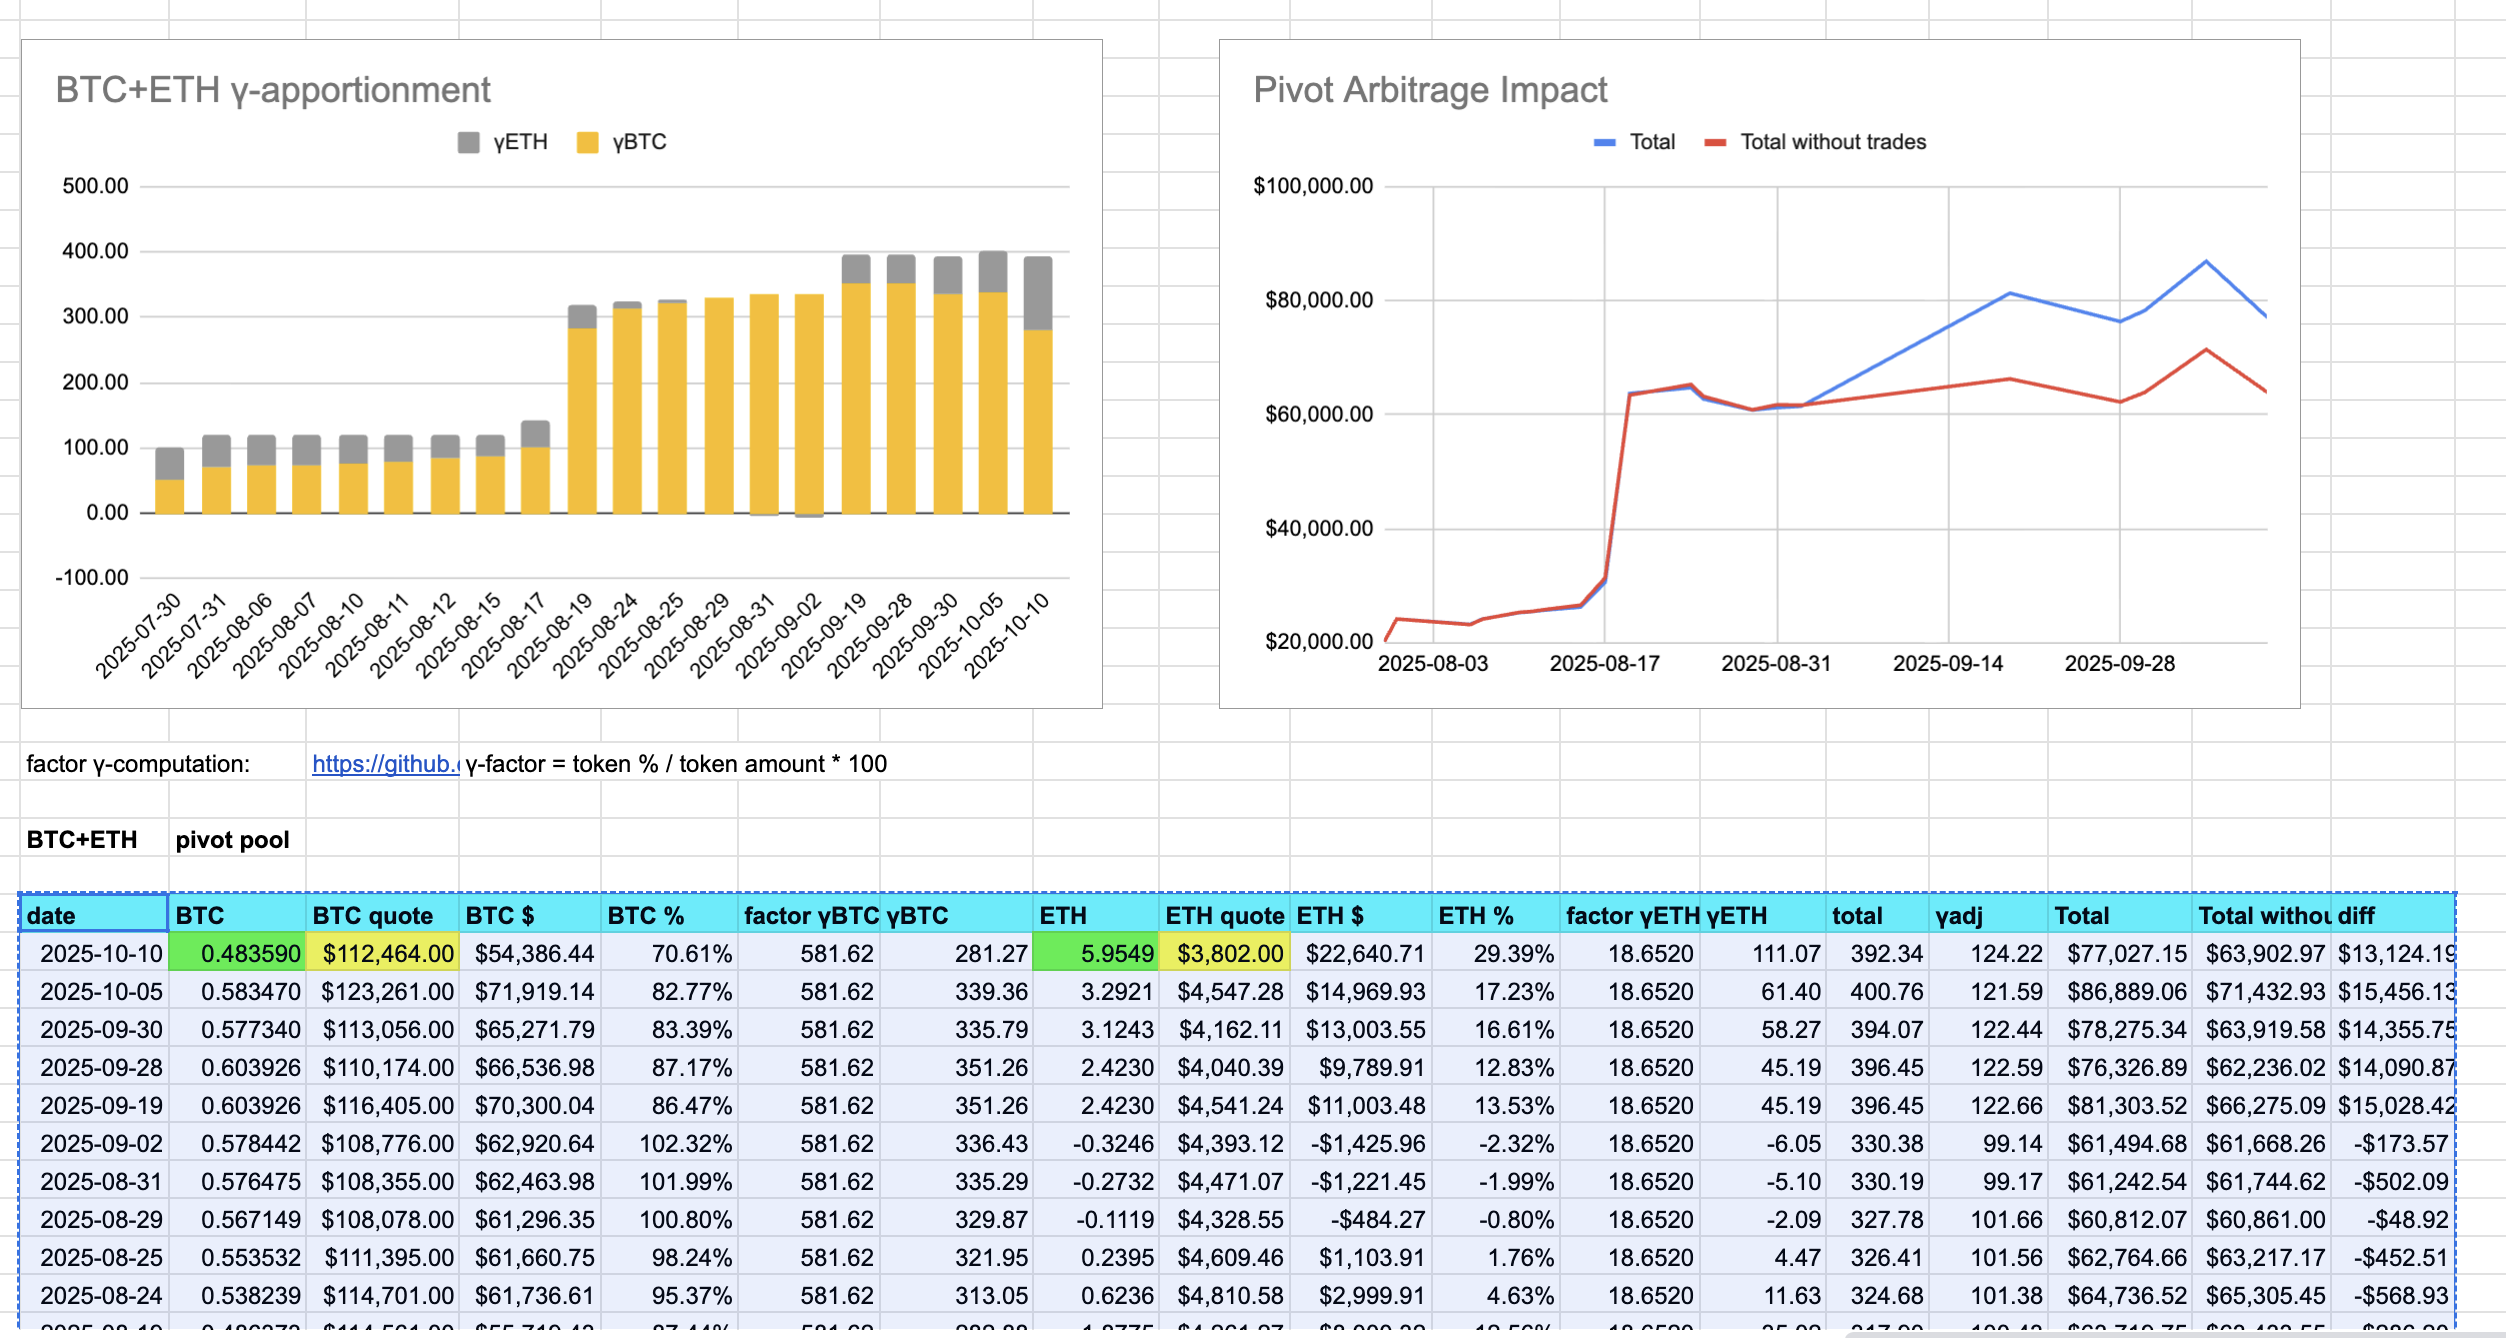 BTC+ETH γ-apportionment
γETH γBTC
500.00
400.00
300.00
200.00
100.00
0.00
-100.00
2025-07-30 2025-07-31 2025-08-06 2025-08-07 2025-08-10 2025-08-11 2025-08-12 2025-08-15 2025-08-17 2025-08-19 2025-08-24 2025-08-25 2025-08-29 2025-08-31 2025-09-02 2025-09-19 2025-09-28 2025-09-30 2025-10-05 2025-10-10
Pivot Arbitrage Impact
Total Total without trades
$100,000.00
$80,000.00
$60,000.00
$40,000.00
$20,000.00
2025-08-03 2025-08-17 2025-08-31 2025-09-14 2025-09-28
factor γ-computation: https://github. γ-factor = token % / token amount * 100
BTC+ETH pivot pool
date BTC BTC quote BTC $ BTC % factor γBTC γBTC ETH ETH quote ETH $ ETH % factor γETH γETH total γadj Total Total withou diff
2025-10-10 0.483590 $112,464.00 $54,386.44 70.61% 581.62 281.27 5.9549 $3,802.00 $22,640.71 29.39% 18.6520 111.07 392.34 124.22 $77,027.15 $63,902.97 $13,124.19
2025-10-05 0.583470 $123,261.00 $71,919.14 82.77% 581.62 339.36 3.2921 $4,547.28 $14,969.93 17.23% 18.6520 61.40 400.76 121.59 $86,889.06 $71,432.93 $15,456.13
2025-09-30 0.577340 $113,056.00 $65,271.79 83.39% 581.62 335.79 3.1243 $4,162.11 $13,003.55 16.61% 18.6520 58.27 394.07 122.44 $78,275.34 $63,919.58 $14,355.75
2025-09-28 0.603926 $110,174.00 $66,536.98 87.17% 581.62 351.26 2.4230 $4,040.39 $9,789.91 12.83% 18.6520 45.19 396.45 122.59 $76,326.89 $62,236.02 $14,090.87
2025-09-19 0.603926 $116,405.00 $70,300.04 86.47% 581.62 351.26 2.4230 $4,541.24 $11,003.48 13.53% 18.6520 45.19 396.45 122.66 $81,303.52 $66,275.09 $15,028.42
2025-09-02 0.578442 $108,776.00 $62,920.64 102.32% 581.62 336.43 -0.3246 $4,393.12 -$1,425.96 -2.32% 18.6520 -6.05 330.38 99.14 $61,494.68 $61,668.26 -$173.57
2025-08-31 0.576475 $108,355.00 $62,463.98 101.99% 581.62 335.29 -0.2732 $4,471.07 -$1,221.45 -1.99% 18.6520 -5.10 330.19 99.17 $61,242.54 $61,744.62 -$502.09
2025-08-29 0.567149 $108,078.00 $61,296.35 100.80% 581.62 329.87 -0.1119 $4,328.55 -$484.27 -0.80% 18.6520 -2.09 327.78 101.66 $60,812.07 $60,861.00 -$48.92
2025-08-25 0.553532 $111,395.00 $61,660.75 98.24% 581.62 321.95 0.2395 $4,609.46 $1,103.91 1.76% 18.6520 4.47 326.41 101.56 $62,764.66 $63,217.17 -$452.51
2025-08-24 0.538239 $114,701.00 $61,736.61 95.37% 581.62 313.05 0.6236 $4,810.58 $2,999.91 4.63% 18.6520 11.63 324.68 101.38 $64,736.52 $65,305.45 -$568.93